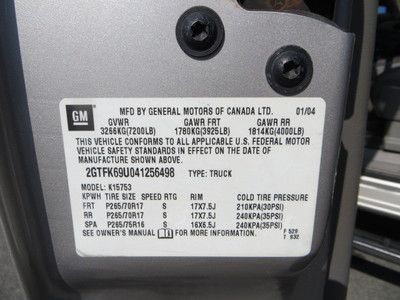 GM
MFD BY GENERAL MOTORS OF CANADA LTD. 01/04
GVWR GAWR FRT GAWR RR
3266KG(7200LB) 1780KG(3925LB) 1814KG(4000LB)
THIS VEHICLE CONFORMS TO ALL APPLICABLE U.S. FEDERAL MOTOR
VEHICLE SAFETY STANDARDS IN EFFECT ON THE DATE OF
MANUFACTURE SHOWN ABOVE.
2GTFK69U041256498 TYPE: TRUCK
MODEL: K15753
KPWH TIRE SIZE SPEED RTG RIM COLD TIRE PRESSURE
FRT P265/70R17 S 17X7.5J 210KPA(30PSI)
RR P265/70R17 S 17X7.5J 240KPA(35PSI)
SPA P265/75R16 S 16X6.5J 240KPA(35PSI)
SEE OWNER'S MANUAL FOR MORE INFORMATION. F 529
T 632